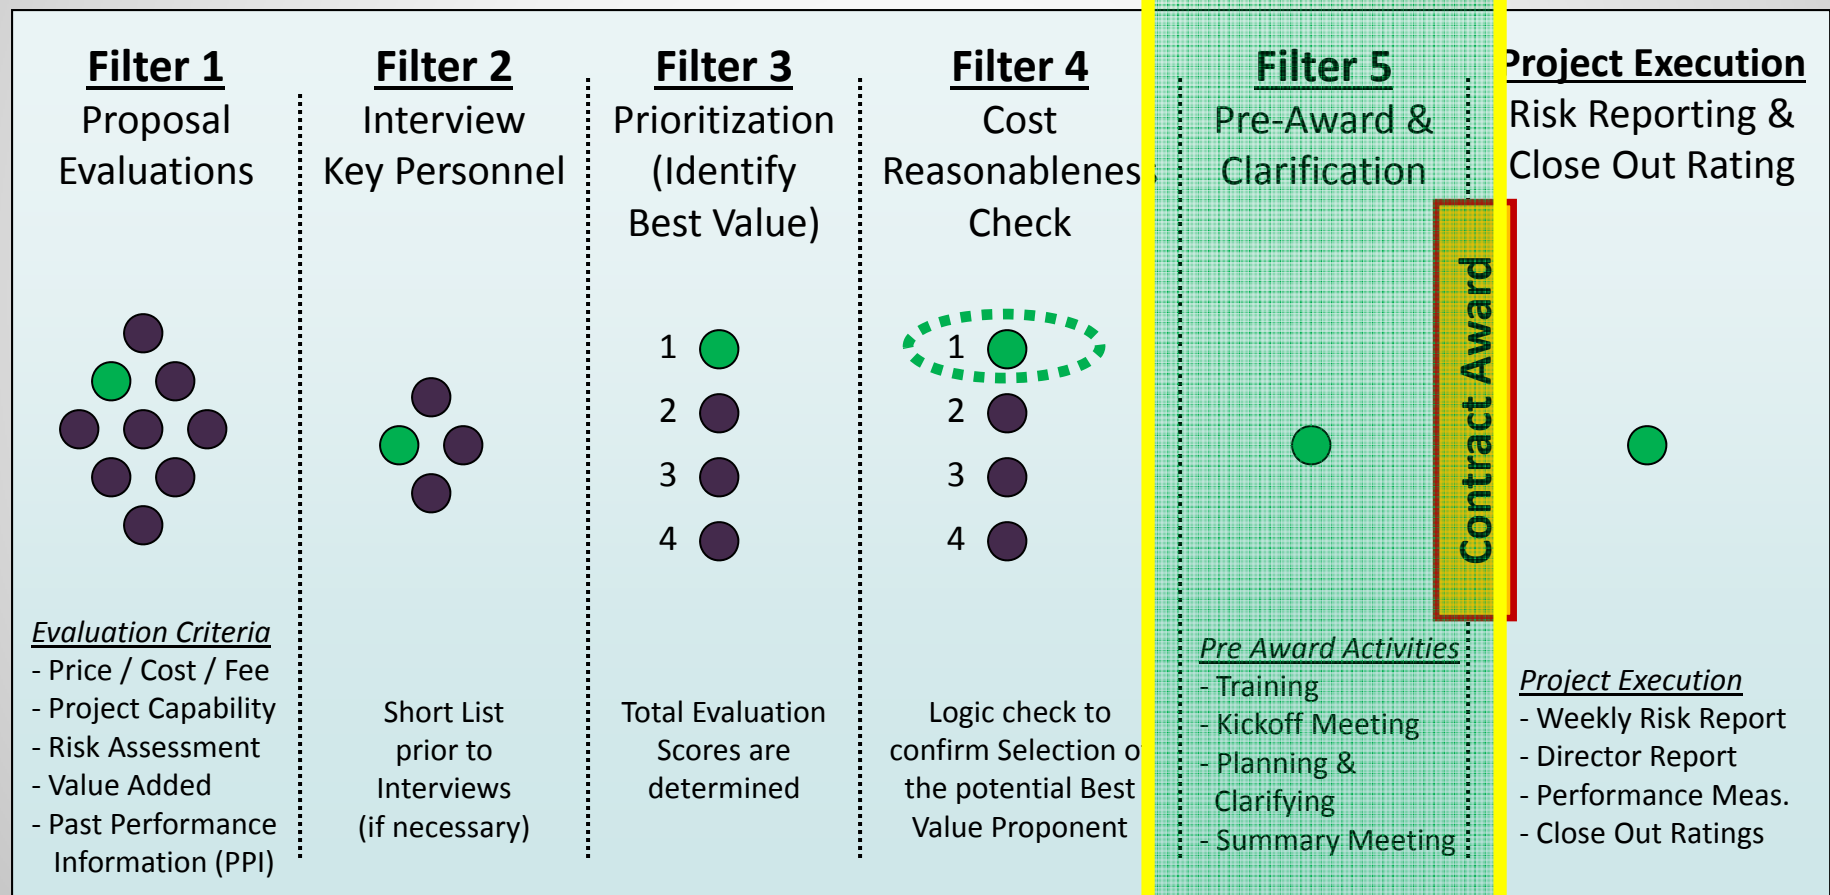 Filter 1
Proposal
Evaluations
Evaluation Criteria
- Price / Cost / Fee
- Project Capability
- Risk Assessment
- Value Added
- Past Performance
Information (PPI)
Filter 2
Interview
Key Personnel
Short List
prior to
Interviews
(if necessary)
Filter 3
Prioritization
(Identify
Best Value)
1
2
3
4
Total Evaluation
Scores are
determined
Filter 4
Cost
Reasonableness
Check
1
2
3
4
Logic check to
confirm Selection of
the potential Best
Value Proponent
Filter 5
Pre-Award &
Clarification
Pre Award Activities
- Training
- Kickoff Meeting
- Planning &
Clarifying
- Summary Meeting
Contract Award
Project Execution
Risk Reporting &
Close Out Rating
Project Execution
- Weekly Risk Report
- Director Report
- Performance Meas.
- Close Out Ratings